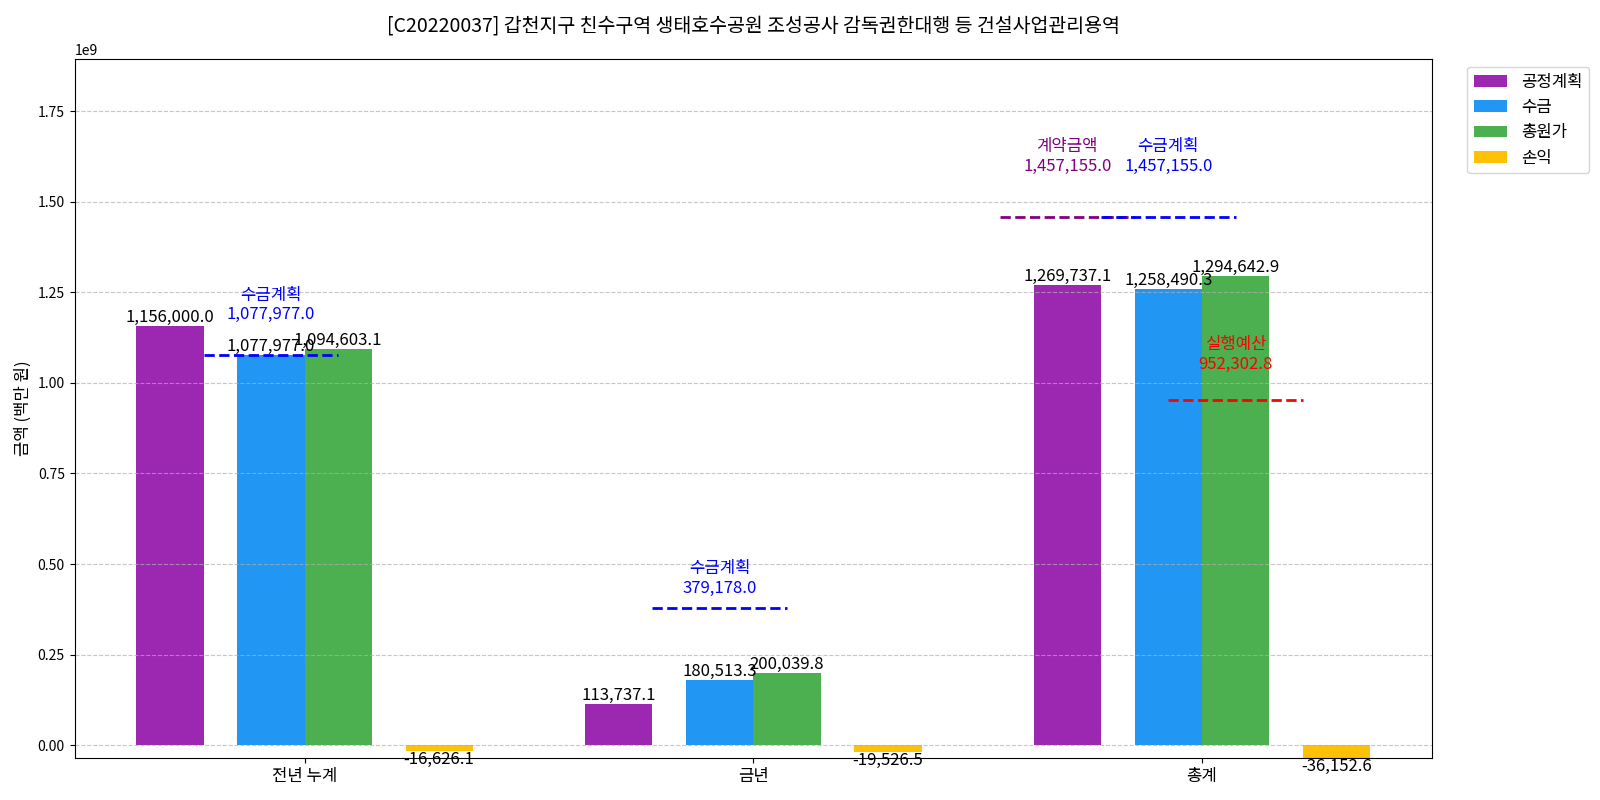 [C20220037] 갑천지구 친수구역 생태호수공원 조성공사 감독권한대행 등 건설사업관리용역
1e9
공정계획
수금
총원가
손익
1.75
1.50
1.25
1.00
0.75
0.50
0.25
0.00
금액 (백만 원)
계약금액
1,457,155.0
수금계획
1,457,155.0
1,269,737.1
1,258,490.3
1,294,642.9
수금계획
1,077,977.0
1,156,000.0
1,077,977.0
1,094,603.1
실행예산
952,302.8
수금계획
379,178.0
113,737.1
180,513.3
200,039.8
-16,626.1
-19,526.5
-36,152.6
전년 누계
금년
총계